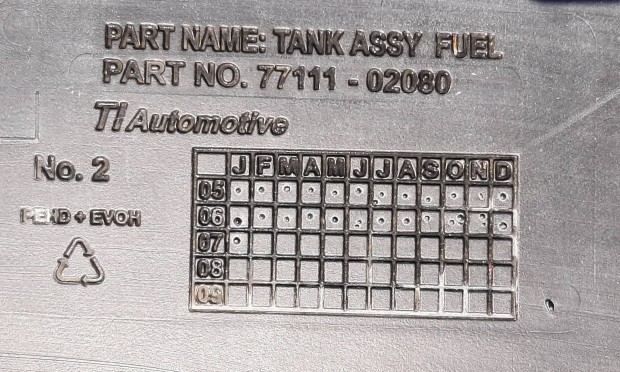 PART NAME: TANK ASSY FUEL
PART NO. 77111 - 02080
TI Automotive
No. 2
PEHD + EVOH
J F M A M J J A S O N D
05
06
07
08
09